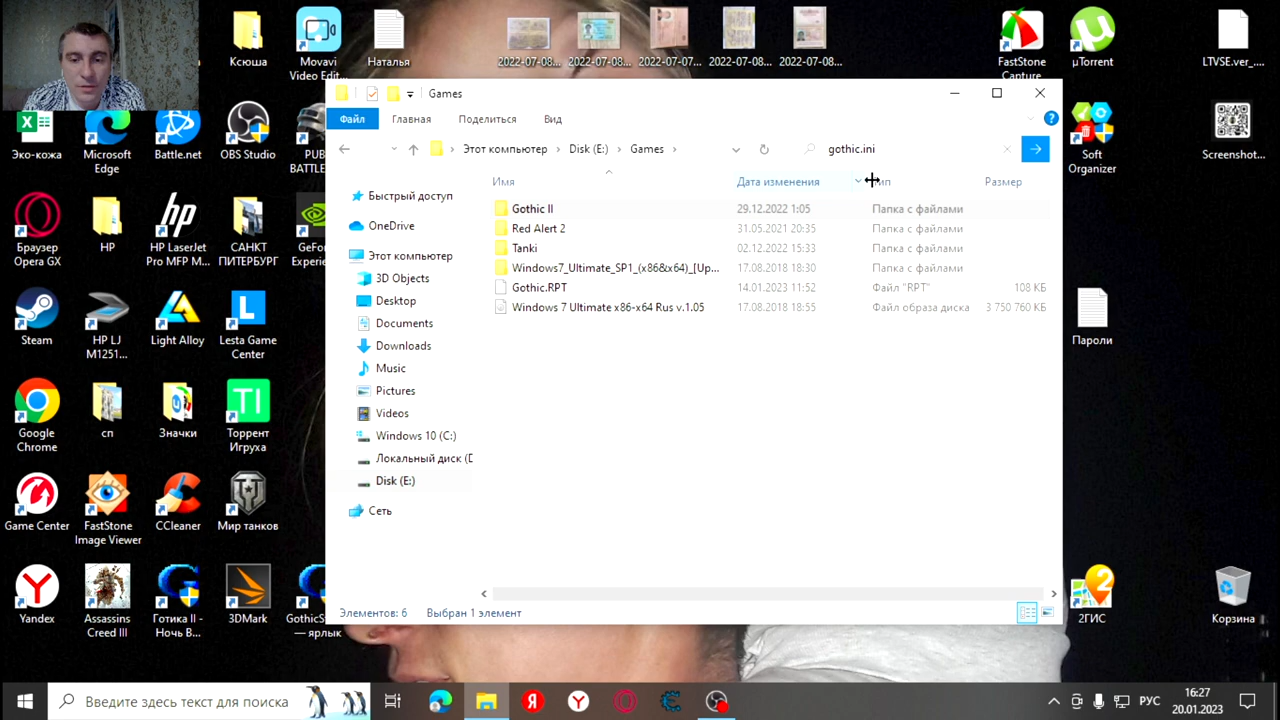 Ксюша
Movavi
Video Edit...
Наталья
2022-07-08...
2022-07-08...
2022-07-07...
2022-07-08...
2022-07-08...
FastStone
Capture
µTorrent
LTVSE.ver_...
Эко-кожа
Microsoft
Edge
Battle.net
OBS Studio
PUB
BATTLE
Soft
Organizer
Screenshot...
Браузер
Opera GX
HP
HP LaserJet
Pro MFP M...
САНКТ
ПИТЕРБУРГ
GeFor
Experie
Steam
HP LJ
M1251...
Light Alloy
Lesta Game
Center
Пароли
Google
Chrome
сп
Значки
Торрент
Игруха
Game Center
FastStone
Image Viewer
CCleaner
Мир танков
Yandex
Assassins
Creed III
Готика II -
Ночь В...
3DMark
GothicS
— ярлык
2ГИС
Корзина
Games
Файл
Главная
Поделиться
Вид
Этот компьютер
Disk (E:)
Games
gothic.ini
Имя
Дата изменения
Размер
Быстрый доступ
OneDrive
Этот компьютер
3D Objects
Desktop
Documents
Downloads
Music
Pictures
Videos
Windows 10 (C:)
Локальный диск (D
Disk (E:)
Сеть
Gothic II 29.12.2022 1:05 Папка с файлами
Red Alert 2 31.05.2021 20:35 Папка с файлами
Tanki 02.12.2022 15:33 Папка с файлами
Windows7_Ultimate_SP1_(x86&x64)_[Up... 17.08.2018 18:30 Папка с файлами
Gothic.RPT 14.01.2023 11:52 Файл "RPT" 108 КБ
Windows 7 Ultimate x86-x64 Rus v.1.05 17.08.2018 18:55 Файл образа диска 3 750 760 КБ
Элементов: 6 Выбран 1 элемент
Введите здесь текст для поиска
РУС
16:27
20.01.2023